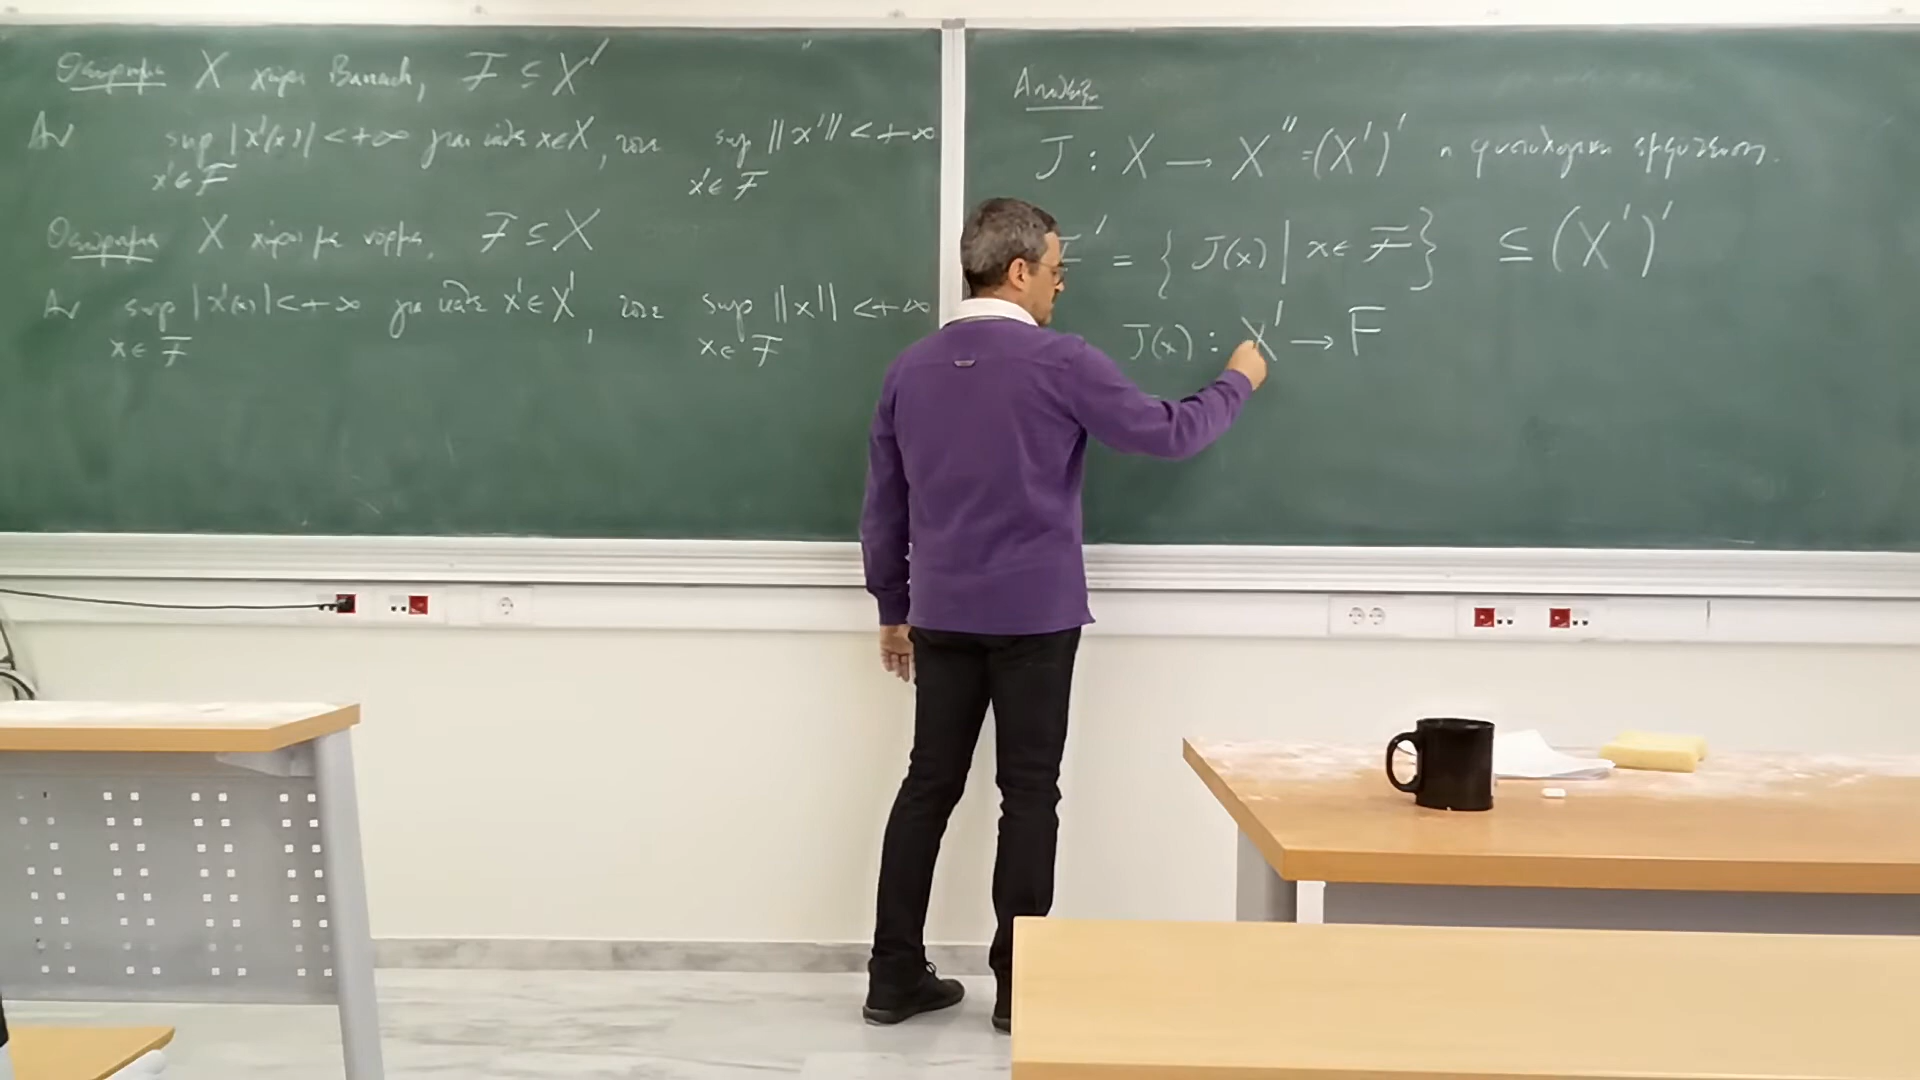 Θεώρημα X χώρος Banach, F ⊆ X'
Αν sup |x'(x)| < +∞ για κάθε x∈X, τότε sup ||x'|| < +∞
x'∈F x'∈F
Θεώρημα X χώρος με νόρμα, F ⊆ X
Αν sup |x'(x)| < +∞ για κάθε x'∈X', τότε sup ||x|| < +∞
x∈F x∈F
Απόδειξη
J : X → X'' = (X')' η φυσιολογική εμφύτευση.
F' = { J(x) | x∈F } ⊆ (X')'
J(x) : X' → F